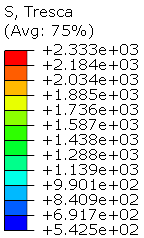 S, Tresca
(Avg: 75%)
+2.333e+03
+2.184e+03
+2.034e+03
+1.885e+03
+1.736e+03
+1.587e+03
+1.438e+03
+1.288e+03
+1.139e+03
+9.901e+02
+8.409e+02
+6.917e+02
+5.425e+02